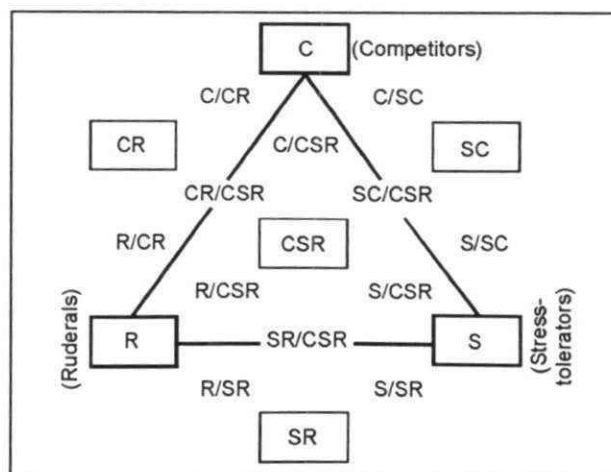 C
(Competitors)
C/CR
C/SC
CR
C/CSR
SC
CR/CSR
SC/CSR
R/CR
CSR
S/SC
R/CSR
S/CSR
(Ruderals)
R
SR/CSR
S
(Stress-
tolerators)
R/SR
S/SR
SR